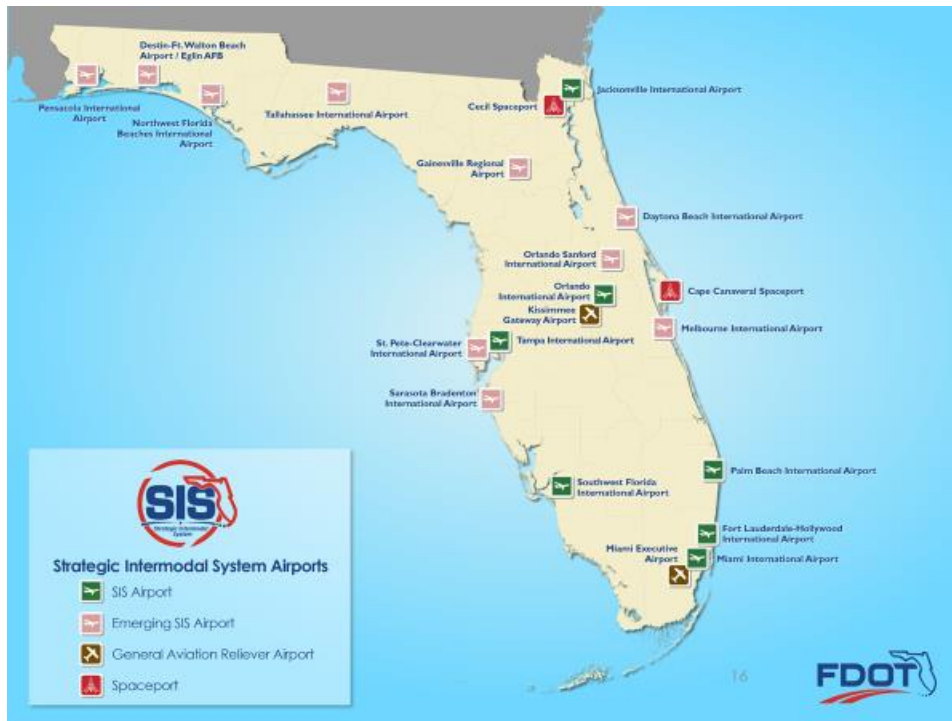 Destin-Ft. Walton Beach
Airport / Eglin AFB
Pensacola International
Airport
Northwest Florida
Beaches International
Airport
Tallahassee International Airport
Cecil Spaceport
Jacksonville International Airport
Gainesville Regional
Airport
Daytona Beach International Airport
Orlando Sanford
International Airport
Orlando
International Airport
Kissimmee
Gateway Airport
Cape Canaveral Spaceport
Melbourne International Airport
St. Pete-Clearwater
International Airport
Tampa International Airport
Sarasota Bradenton
International Airport
Palm Beach International Airport
Southwest Florida
International Airport
Fort Lauderdale-Hollywood
International Airport
Miami Executive
Airport
Miami International Airport
SIS
Strategic Intermodal
System
Strategic Intermodal System Airports
SIS Airport
Emerging SIS Airport
General Aviation Reliever Airport
Spaceport
16
FDOT